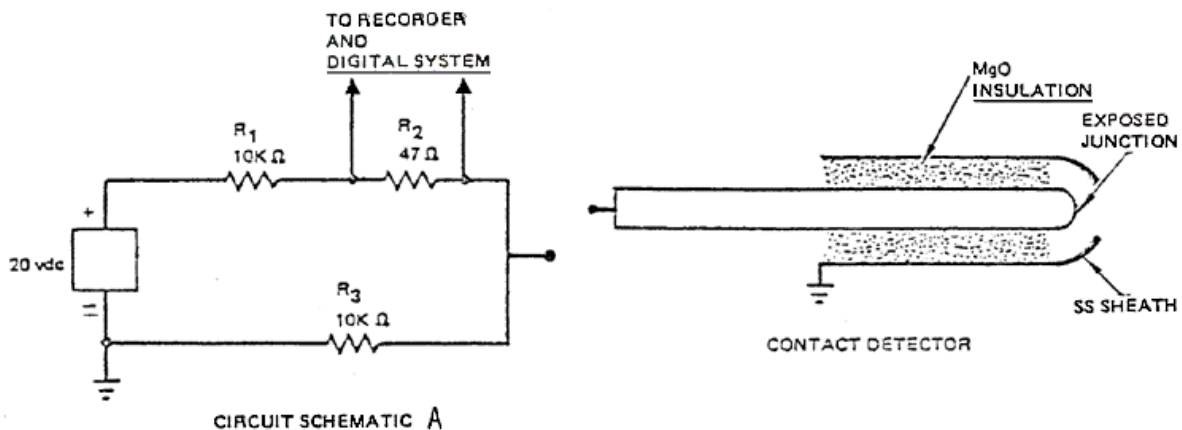 TO RECORDER
AND
DIGITAL SYSTEM
R1
10K Ω
R2
47 Ω
+
20 vdc
R3
10K Ω
CIRCUIT SCHEMATIC A
MgO
INSULATION
EXPOSED
JUNCTION
SS SHEATH
CONTACT DETECTOR